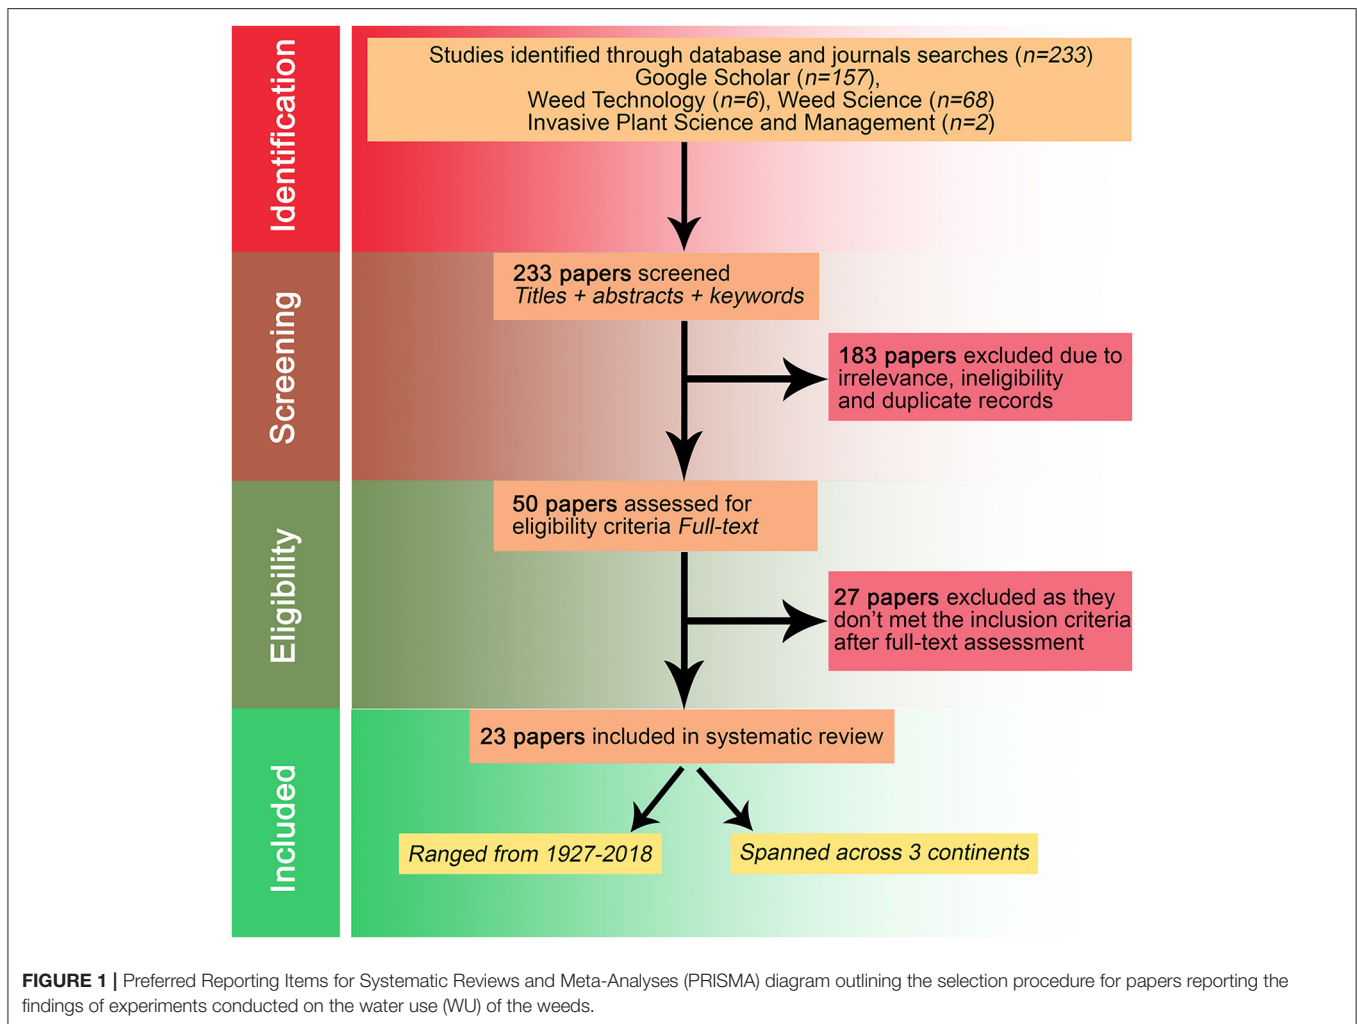 Identification
Studies identified through database and journals searches (n=233)
Google Scholar (n=157),
Weed Technology (n=6), Weed Science (n=68)
Invasive Plant Science and Management (n=2)
Screening
233 papers screened
Titles + abstracts + keywords
183 papers excluded due to
irrelevance, ineligibility
and duplicate records
Eligibility
50 papers assessed for
eligibility criteria Full-text
27 papers excluded as they
don't met the inclusion criteria
after full-text assessment
Included
23 papers included in systematic review
Ranged from 1927-2018
Spanned across 3 continents
FIGURE 1 | Preferred Reporting Items for Systematic Reviews and Meta-Analyses (PRISMA) diagram outlining the selection procedure for papers reporting the
findings of experiments conducted on the water use (WU) of the weeds.